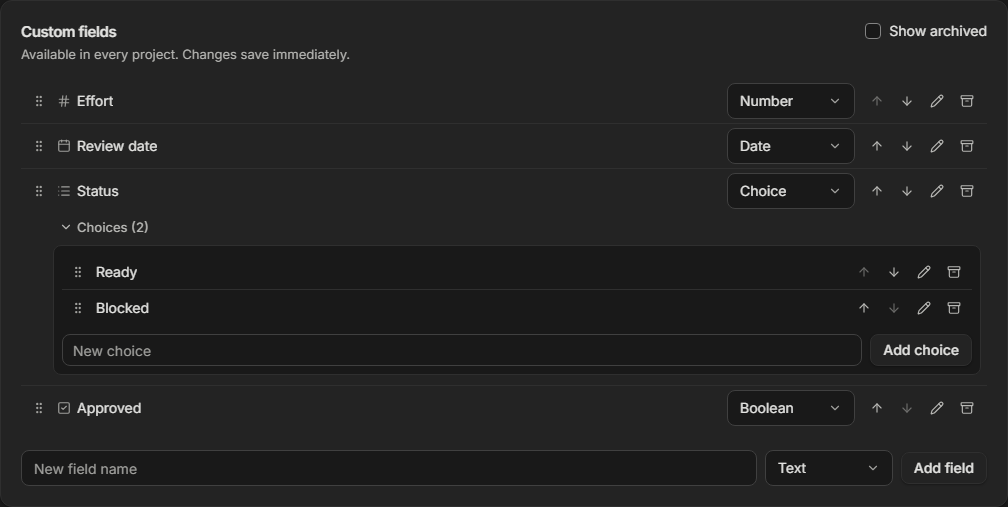 Custom fields
Show archived
Available in every project. Changes save immediately.
Effort
Number
Review date
Date
Status
Choice
Choices (2)
Ready
Blocked
New choice
Add choice
Approved
Boolean
New field name
Text
Add field